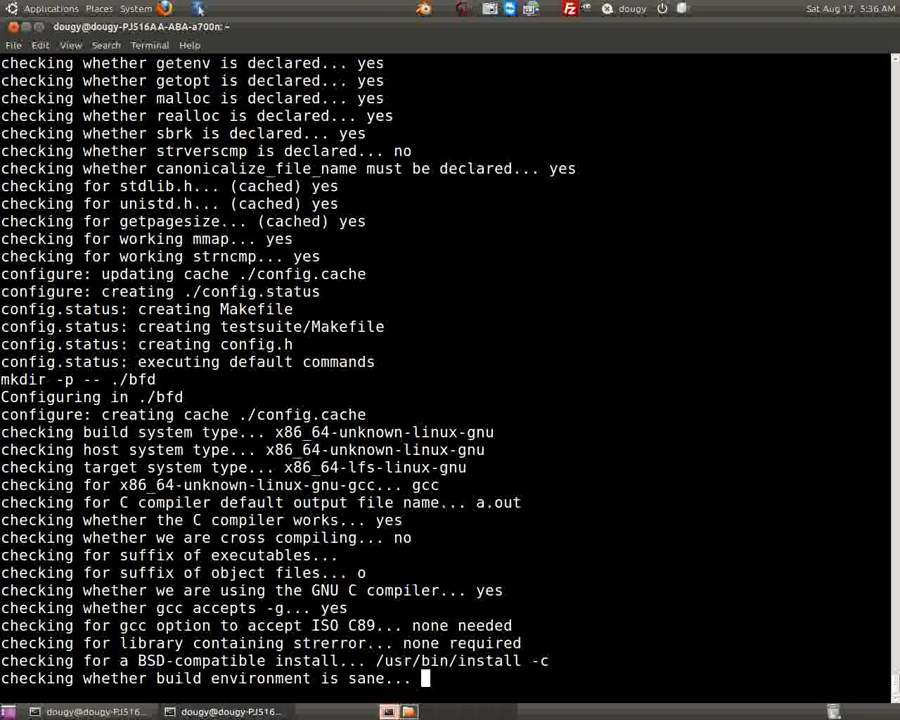 Applications Places System dougy Sat Aug 17, 5:36 AM
dougy@dougy-PJ516AA-ABA-a700n: ~
File Edit View Search Terminal Help
checking whether getenv is declared... yes
checking whether getopt is declared... yes
checking whether malloc is declared... yes
checking whether realloc is declared... yes
checking whether sbrk is declared... yes
checking whether strverscmp is declared... no
checking whether canonicalize_file_name must be declared... yes
checking for stdlib.h... (cached) yes
checking for unistd.h... (cached) yes
checking for getpagesize... (cached) yes
checking for working mmap... yes
checking for working strncmp... yes
configure: updating cache ./config.cache
configure: creating ./config.status
config.status: creating Makefile
config.status: creating testsuite/Makefile
config.status: creating config.h
config.status: executing default commands
mkdir -p -- ./bfd
Configuring in ./bfd
configure: creating cache ./config.cache
checking build system type... x86_64-unknown-linux-gnu
checking host system type... x86_64-unknown-linux-gnu
checking target system type... x86_64-lfs-linux-gnu
checking for x86_64-unknown-linux-gnu-gcc... gcc
checking for C compiler default output file name... a.out
checking whether the C compiler works... yes
checking whether we are cross compiling... no
checking for suffix of executables...
checking for suffix of object files... o
checking whether we are using the GNU C compiler... yes
checking whether gcc accepts -g... yes
checking for gcc option to accept ISO C89... none needed
checking for library containing strerror... none required
checking for a BSD-compatible install... /usr/bin/install -c
checking whether build environment is sane...
dougy@dougy-PJ516... dougy@dougy-PJ516...